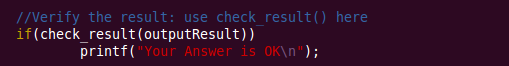 //Verify the result: use check_result() here
if(check_result(outputResult))
printf("Your Answer is OK\n");